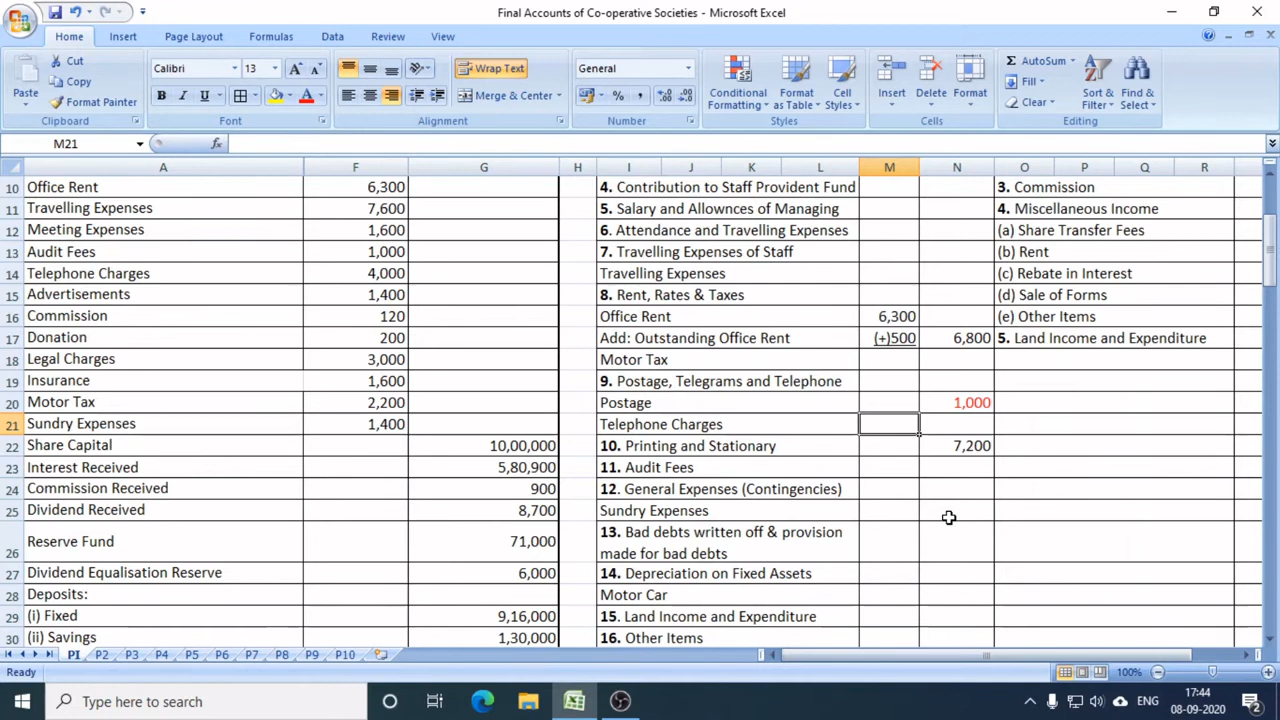 Final Accounts of Co-operative Societies - Microsoft Excel
Home Insert Page Layout Formulas Data Review View
Paste Cut Copy Format Painter Clipboard
Calibri 13 B I U Font
Wrap Text Merge & Center Alignment
General % , Number
Conditional Formatting Format as Table Cell Styles Styles
Insert Delete Format Cells
AutoSum Fill Clear Sort & Filter Find & Select Editing
M21 fx
A F G H I J K L M N O P Q R
10 Office Rent 6,300 4. Contribution to Staff Provident Fund 3. Commission
11 Travelling Expenses 7,600 5. Salary and Allownces of Managing 4. Miscellaneous Income
12 Meeting Expenses 1,600 6. Attendance and Travelling Expenses (a) Share Transfer Fees
13 Audit Fees 1,000 7. Travelling Expenses of Staff (b) Rent
14 Telephone Charges 4,000 Travelling Expenses (c) Rebate in Interest
15 Advertisements 1,400 8. Rent, Rates & Taxes (d) Sale of Forms
16 Commission 120 Office Rent 6,300 (e) Other Items
17 Donation 200 Add: Outstanding Office Rent (+)500 6,800 5. Land Income and Expenditure
18 Legal Charges 3,000 Motor Tax
19 Insurance 1,600 9. Postage, Telegrams and Telephone
20 Motor Tax 2,200 Postage 1,000
21 Sundry Expenses 1,400 Telephone Charges
22 Share Capital 10,00,000 10. Printing and Stationary 7,200
23 Interest Received 5,80,900 11. Audit Fees
24 Commission Received 900 12. General Expenses (Contingencies)
25 Dividend Received 8,700 Sundry Expenses
26 Reserve Fund 71,000 13. Bad debts written off & provision
made for bad debts
27 Dividend Equalisation Reserve 6,000 14. Depreciation on Fixed Assets
28 Deposits: Motor Car
29 (i) Fixed 9,16,000 15. Land Income and Expenditure
30 (ii) Savings 1,30,000 16. Other Items
PI P2 P3 P4 P5 P6 P7 P8 P9 P10
Ready 100%
Type here to search ENG 17:44
08-09-2020 2